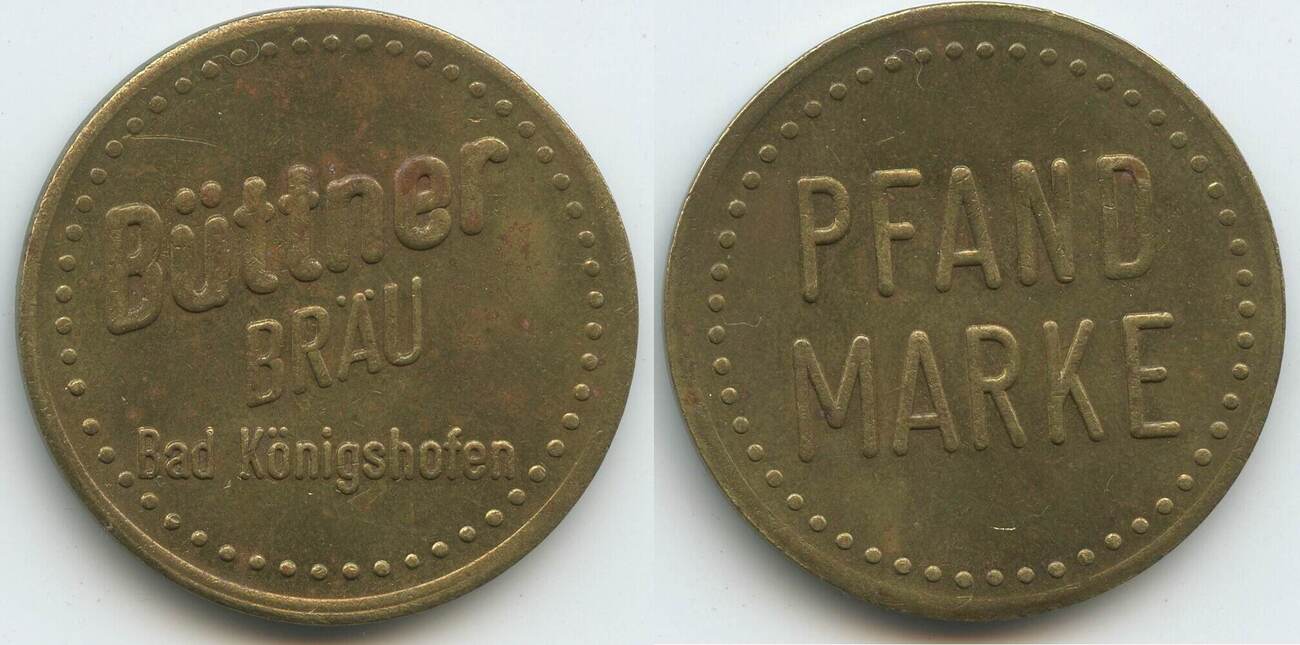 Büttner
BRÄU
Bad Königshofen
PFAND
MARKE